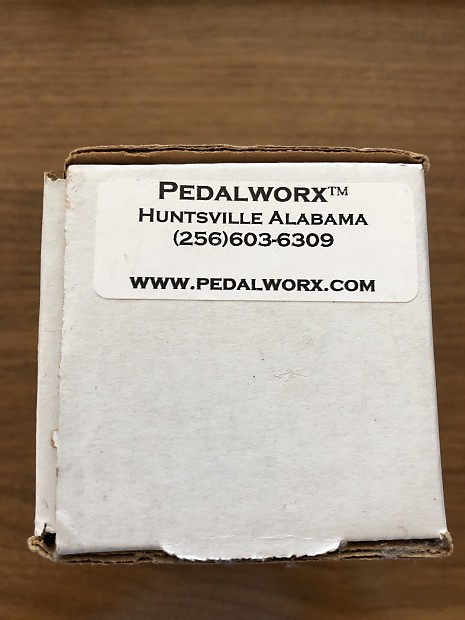 PEDALWORX™
HUNTSVILLE ALABAMA
(256)603-6309
WWW.PEDALWORX.COM